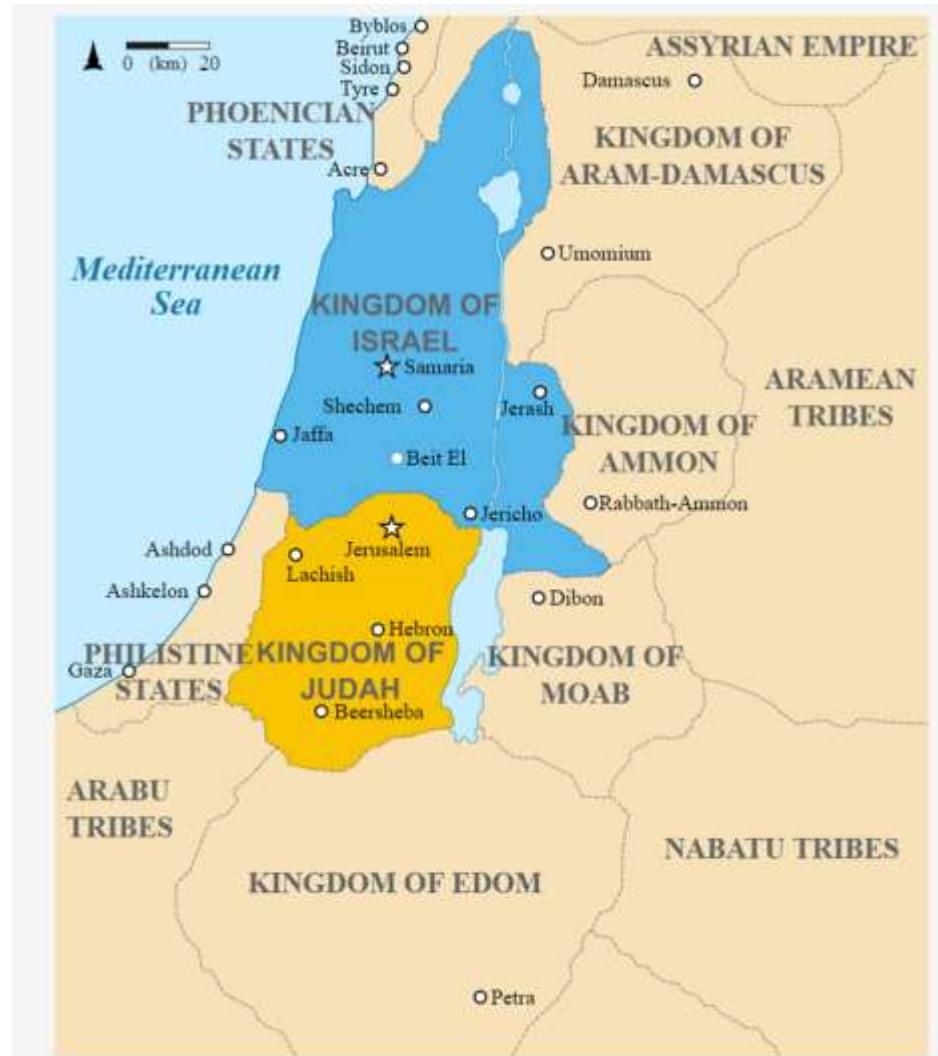 Byblos
Beirut
Sidon
Tyre
0 (km) 20
ASSYRIAN EMPIRE
Damascus
PHOENICIAN
STATES
KINGDOM OF
ARAM-DAMASCUS
Acre
Umomium
Mediterranean
Sea
KINGDOM OF
ISRAEL
Samaria
Shechem
Jerash
ARAMEAN
TRIBES
Jaffa
KINGDOM OF
AMMON
Beit El
Rabbath-Ammon
Jericho
Jerusalem
Ashdod
Lachish
Ashkelon
Dibon
Hebron
PHILISTINE
STATES
Gaza
KINGDOM OF
JUDAH
KINGDOM OF
MOAB
Beersheba
ARABU
TRIBES
NABATU TRIBES
KINGDOM OF EDOM
Petra